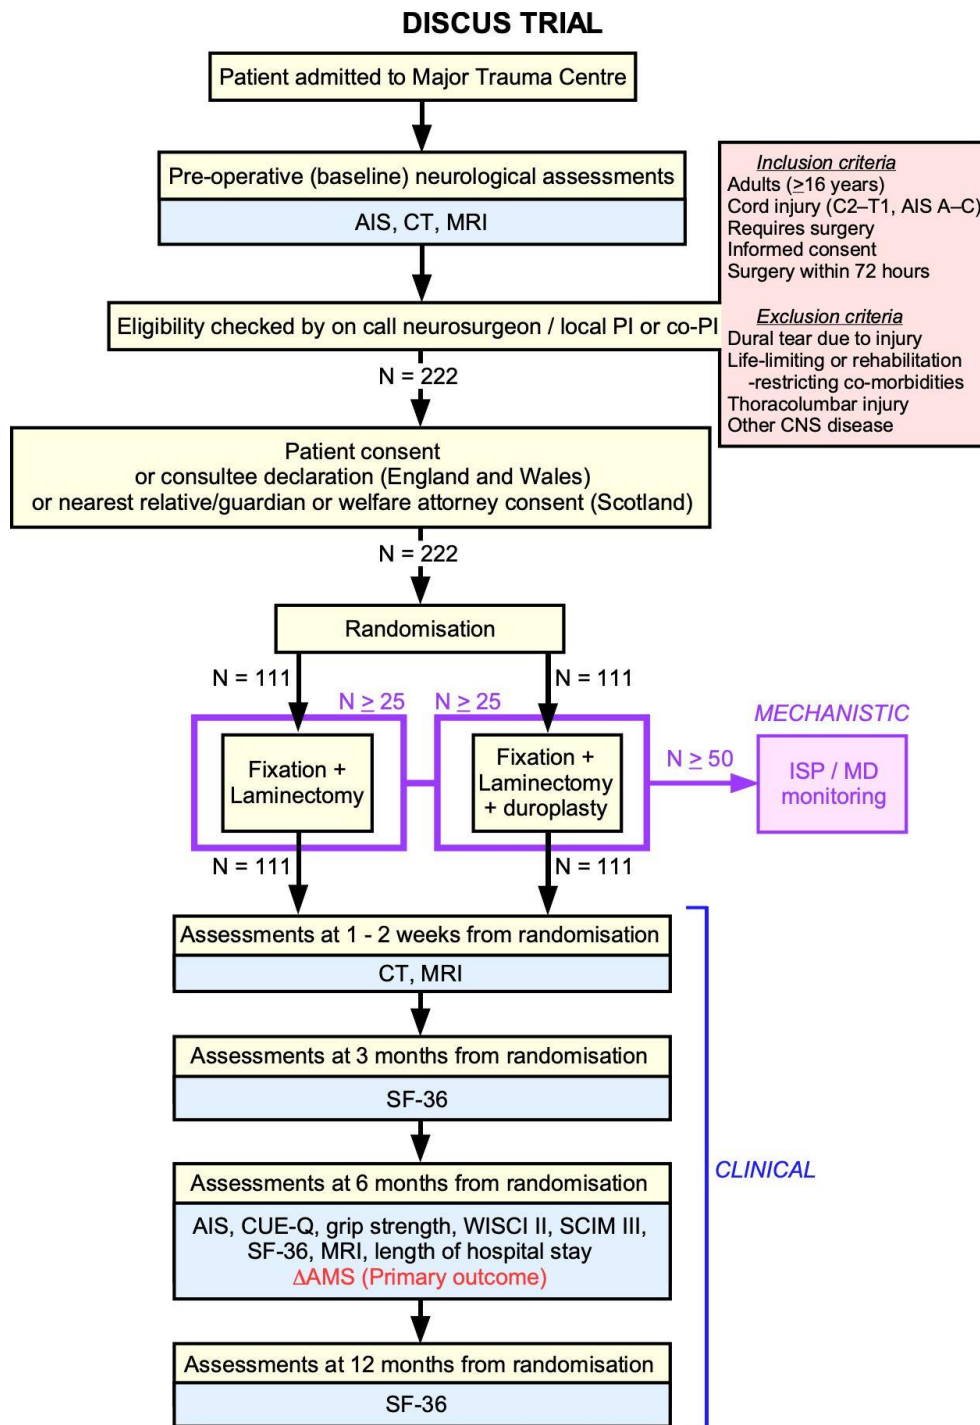 DISCUS TRIAL
Patient admitted to Major Trauma Centre
Pre-operative (baseline) neurological assessments
AIS, CT, MRI
Inclusion criteria
Adults (≥16 years)
Cord injury (C2–T1, AIS A–C)
Requires surgery
Informed consent
Surgery within 72 hours
Exclusion criteria
Dural tear due to injury
Life-limiting or rehabilitation
-restricting co-morbidities
Thoracolumbar injury
Other CNS disease
Eligibility checked by on call neurosurgeon / local PI or co-PI
N = 222
Patient consent
or consultee declaration (England and Wales)
or nearest relative/guardian or welfare attorney consent (Scotland)
N = 222
Randomisation
N = 111
N = 111
N ≥ 25
N ≥ 25
Fixation +
Laminectomy
Fixation +
Laminectomy
+ duroplasty
N ≥ 50
MECHANISTIC
ISP / MD
monitoring
N = 111
N = 111
Assessments at 1 - 2 weeks from randomisation
CT, MRI
Assessments at 3 months from randomisation
SF-36
Assessments at 6 months from randomisation
AIS, CUE-Q, grip strength, WISCI II, SCIM III,
SF-36, MRI, length of hospital stay
ΔAMS (Primary outcome)
CLINICAL
Assessments at 12 months from randomisation
SF-36